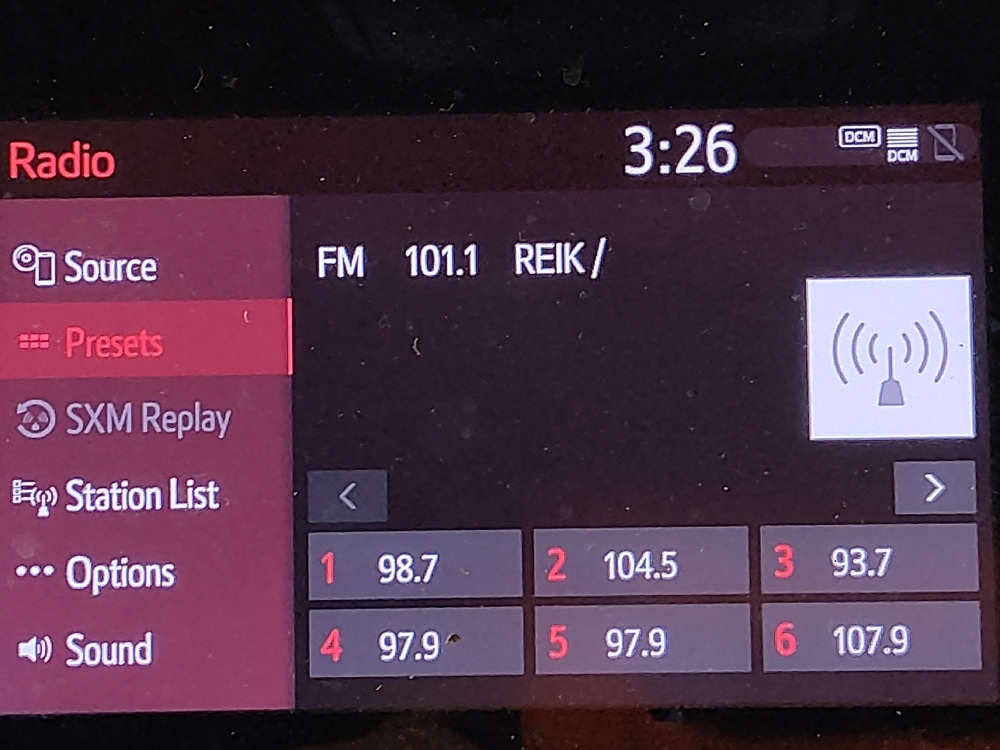 Radio
3:26
DCM
DCM
Source
FM 101.1 REIK /
Presets
SXM Replay
Station List
Options
Sound
1 98.7
2 104.5
3 93.7
4 97.9
5 97.9
6 107.9